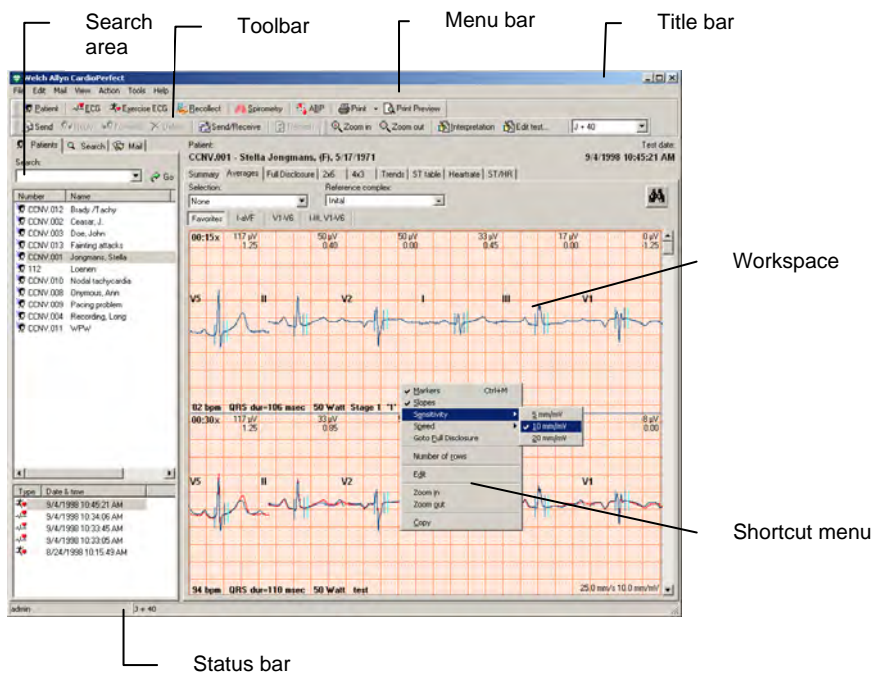 Search area
Toolbar
Menu bar
Title bar
Welch Allyn CardioPerfect
File Edit Mail View Action Tools Help
Patient ECG Exercise ECG Recollect Spirometry ABP Print Print Preview
Send Forward Send/Receive Zoom in Zoom out Interpretation Edit test... J + 40
Patients Search Mail
Search:
Go
Number Name
CCNV.012 Brady /Tachy
CCNV.002 Ceasar, J.
CCNV.003 Doe, John
CCNV.013 Fainting attacks
CCNV.001 Jongmans, Stella
112 Loenen
CCNV.010 Nodal tachycardia
CCNV.008 Onymous, Ann
CCNV.009 Pacing problem
CCNV.004 Recording, Long
CCNV.011 WPW
Type Date & time
9/4/1998 10:45:21 AM
9/4/1998 10:34:06 AM
9/4/1998 10:33:45 AM
9/4/1998 10:33:05 AM
8/24/1998 10:15:49 AM
Patient: Test date:
CCNV.001 - Stella Jongmans, (F), 5/17/1971 9/4/1998 10:45:21 AM
Summary Averages Full Disclosure 2x6 4x3 Trends ST table Heartrate ST/HR
Selection: Reference complex:
None Initial
Favorites I-aVF V1-V6 I-III, V1-V6
00:15x 117 µV 50 µV 50 µV 33 µV 17 µV 0 µV
1.25 0.40 0.00 0.45 0.00 -1.25
V5 II V2 I III V1
82 bpm QRS dur=106 msec 50 Watt Stage 1 "1"
00:30x 117 µV 33 µV -8 µV
1.25 0.85 0.00
V5 II V2 V1
94 bpm QRS dur=110 msec 50 Watt test 25.0 mm/s 10.0 mm/mV
Markers Ctrl+M
Slopes
Sensitivity
Speed
Goto Full Disclosure
Number of rows
Edit
Zoom in
Zoom out
Copy
5 mm/mV
10 mm/mV
20 mm/mV
Workspace
Shortcut menu
admin J + 40
Status bar